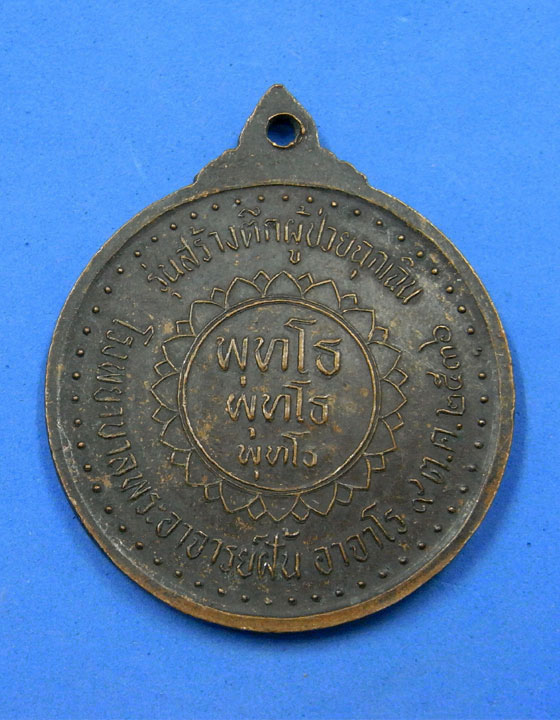 รุ่นสร้างตึกผู้ป่วยฉุกเฉิน
พุทโธ
พุทโธ
พุทโธ
โรงพยาบาลพระอาจารย์ฝั้น อาจาโร ๙ ต.ค. ๒๕๓๖